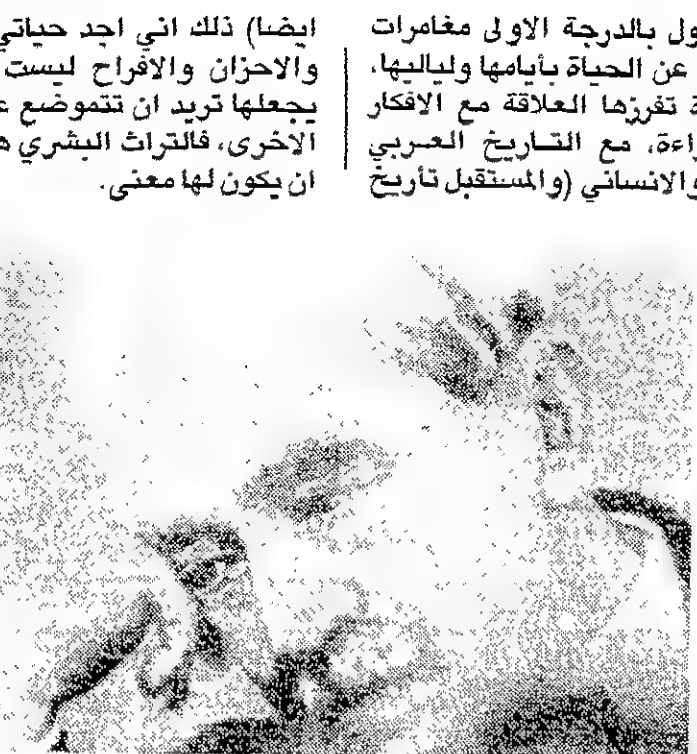 ول بالدرجة الاولى مغامرات
عن الحياة بأيامها ولياليها،
ة تفرزها العلاقة مع الافكار
راءة، مع التاريخ العربي
والانساني (والمستقبل تأريخ
ايضا) ذلك اني اجد حياتي
والاحزان والافراح ليست
يجعلها تريد ان تتموضع ع
الاخرى، فالتراث البشري ه
ان يكون لها معنى.